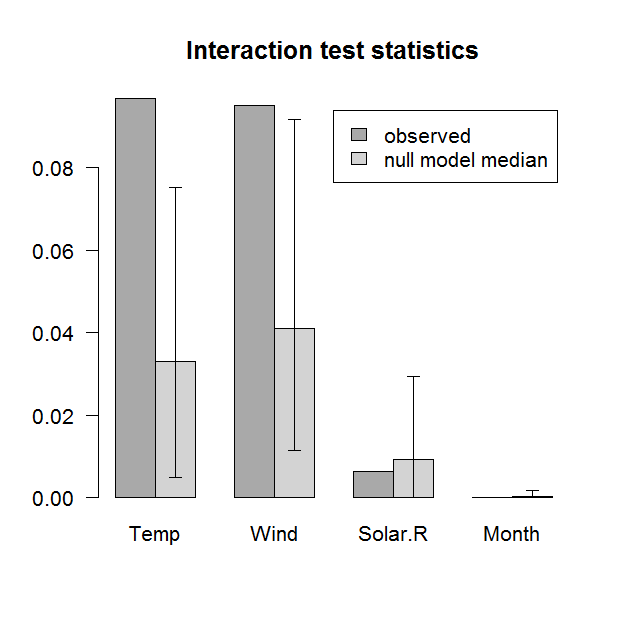 Interaction test statistics
observed
null model median
0.08
0.06
0.04
0.02
0.00
Temp Wind Solar.R Month